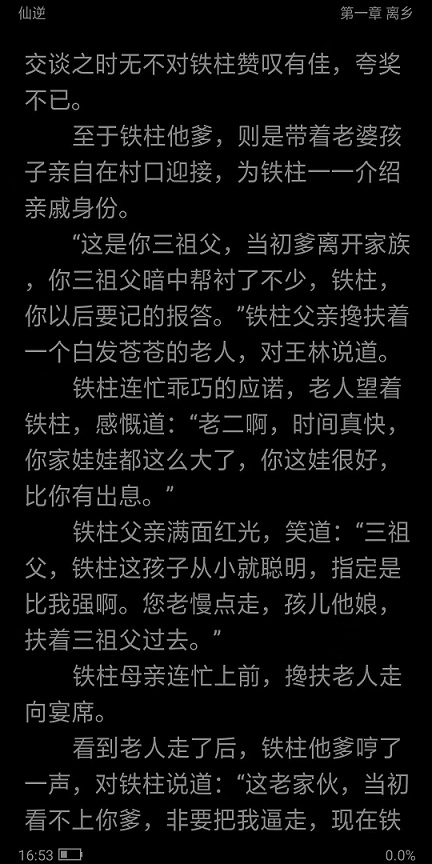 仙逆
第一章 离乡
交谈之时无不对铁柱赞叹有佳，夸奖
不已。
至于铁柱他爹，则是带着老婆孩
子亲自在村口迎接，为铁柱一一介绍
亲戚身份。
“这是你三祖父，当初爹离开家族
，你三祖父暗中帮衬了不少，铁柱，
你以后要记的报答。”铁柱父亲搀扶着
一个白发苍苍的老人，对王林说道。
铁柱连忙乖巧的应诺，老人望着
铁柱，感慨道：“老二啊，时间真快，
你家娃娃都这么大了，你这娃很好，
比你有出息。”
铁柱父亲满面红光，笑道：“三祖
父，铁柱这孩子从小就聪明，指定是
比我强啊。您老慢点走，孩儿他娘，
扶着三祖父过去。”
铁柱母亲连忙上前，搀扶老人走
向宴席。
看到老人走了后，铁柱他爹哼了
一声，对铁柱说道：“这老家伙，当初
看不上你爹，非要把我逼走，现在铁
16:53
0.0%